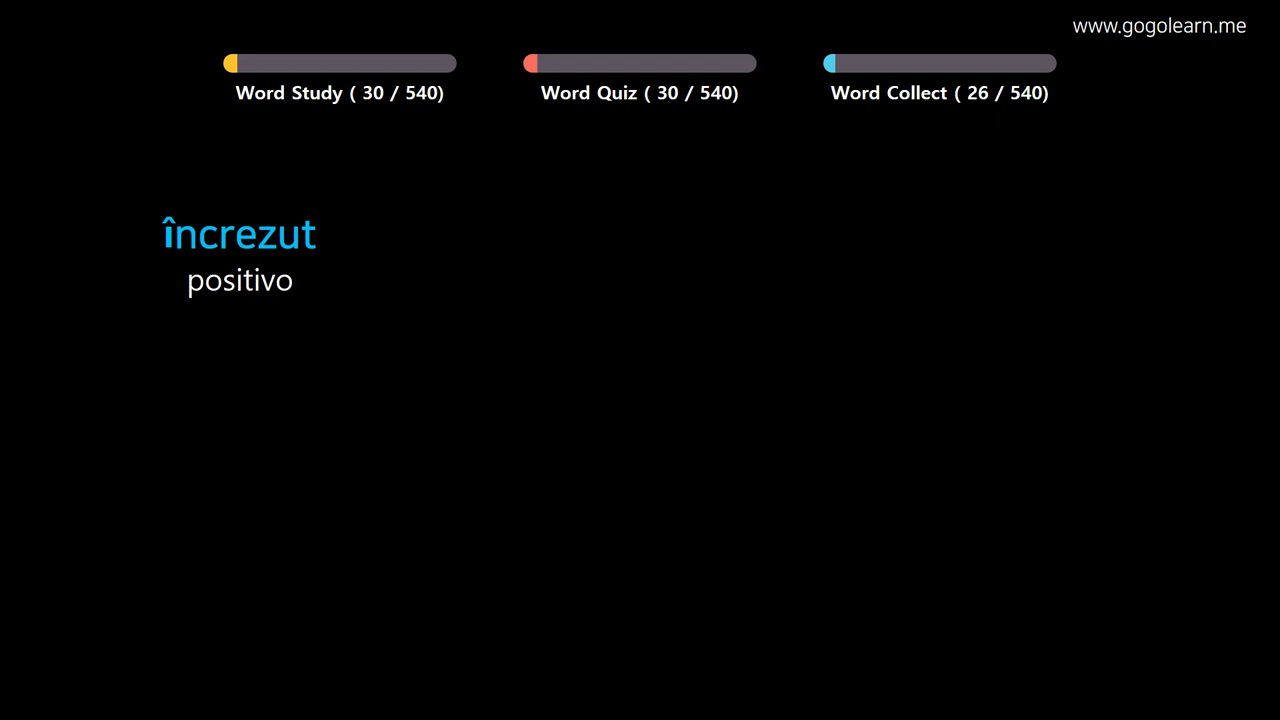 www.gogolearn.me
Word Study ( 30 / 540)
Word Quiz ( 30 / 540)
Word Collect ( 26 / 540)
încrezut
positivo